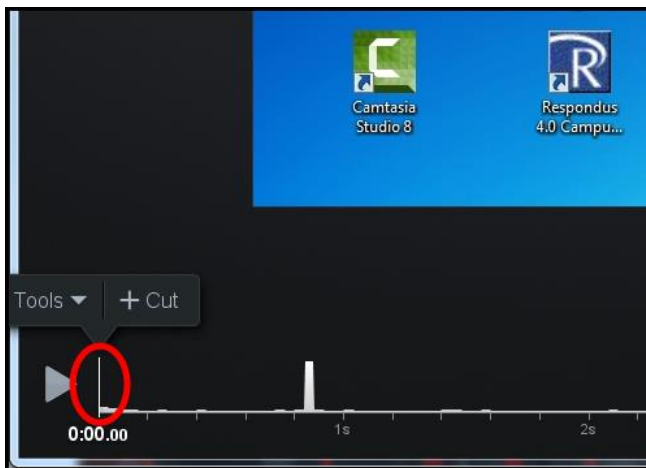 Camtasia
Studio 8
Respondus
4.0 Campu...
Tools
+ Cut
0:00.00
1s
2s